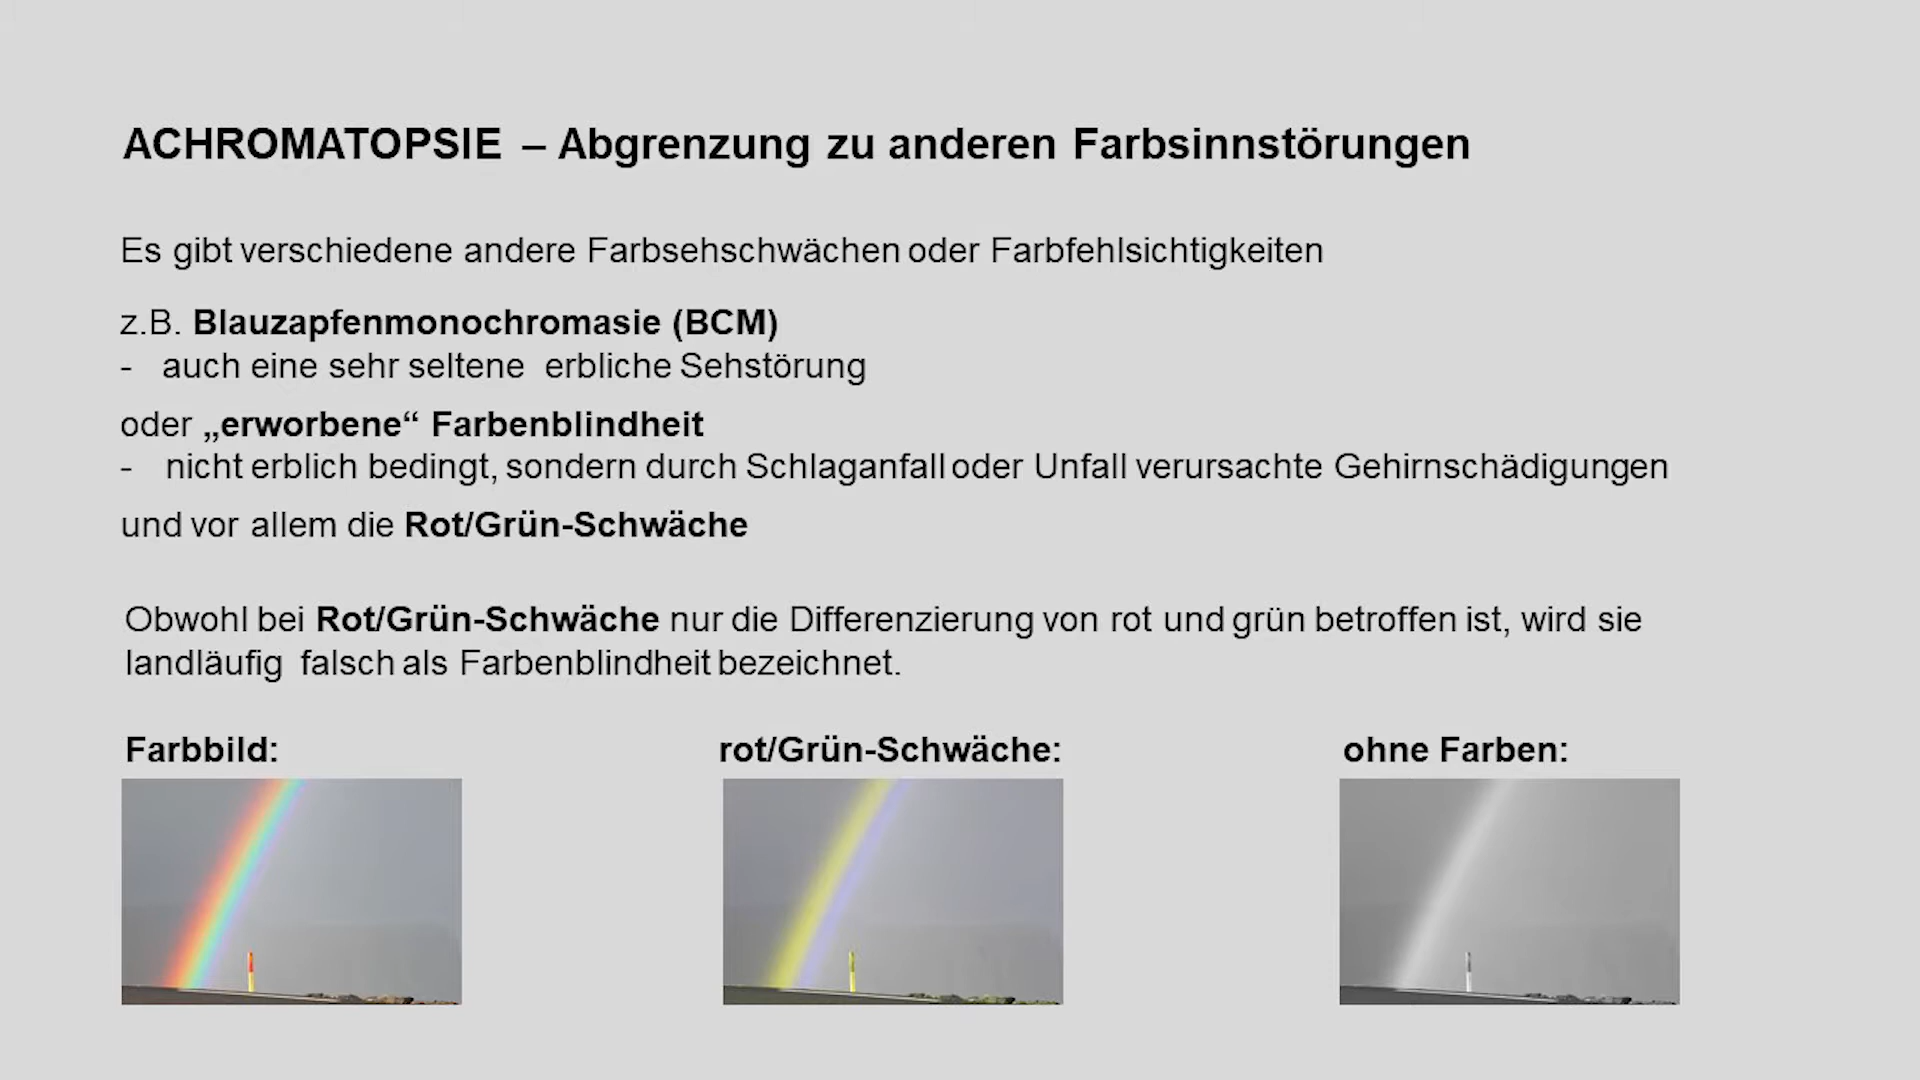 ACHROMATOPSIE – Abgrenzung zu anderen Farbsinnstörungen
Es gibt verschiedene andere Farbsehschwächen oder Farbfehlsichtigkeiten
z.B. Blauzapfenmonochromasie (BCM)
- auch eine sehr seltene erbliche Sehstörung
oder „erworbene“ Farbenblindheit
- nicht erblich bedingt, sondern durch Schlaganfall oder Unfall verursachte Gehirnschädigungen
und vor allem die Rot/Grün-Schwäche
Obwohl bei Rot/Grün-Schwäche nur die Differenzierung von rot und grün betroffen ist, wird sie
landläufig falsch als Farbenblindheit bezeichnet.
Farbbild:
rot/Grün-Schwäche:
ohne Farben: